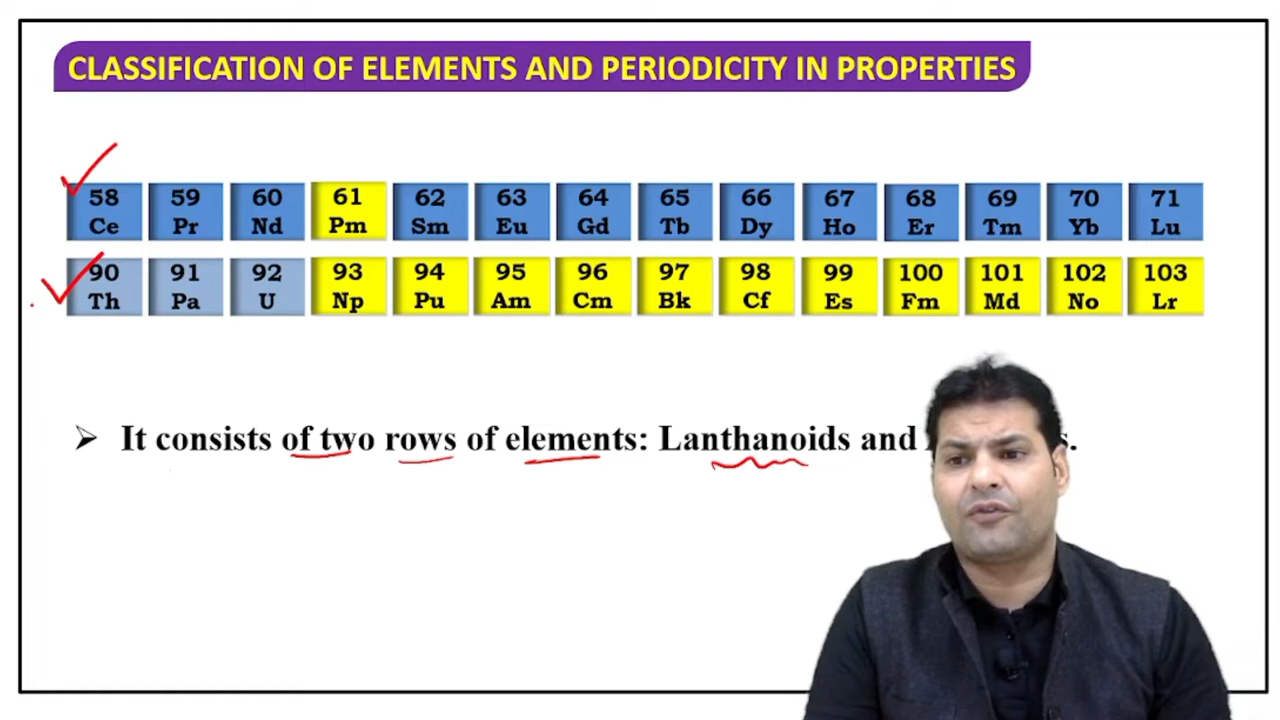 CLASSIFICATION OF ELEMENTS AND PERIODICITY IN PROPERTIES
58 59 60 61 62 63 64 65 66 67 68 69 70 71
Ce Pr Nd Pm Sm Eu Gd Tb Dy Ho Er Tm Yb Lu
90 91 92 93 94 95 96 97 98 99 100 101 102 103
Th Pa U Np Pu Am Cm Bk Cf Es Fm Md No Lr
It consists of two rows of elements: Lanthanoids and